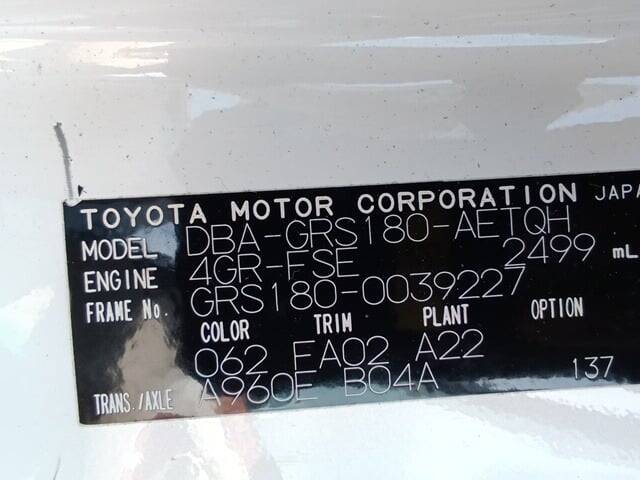 TOYOTA MOTOR CORPORATION JAPA
MODEL DBA-GRS180-AETQH
ENGINE 4GR-FSE 2499 mL
FRAME No. GRS180-0039227
COLOR TRIM PLANT OPTION
062 FA02 A22
TRANS./AXLE A960E B04A 137